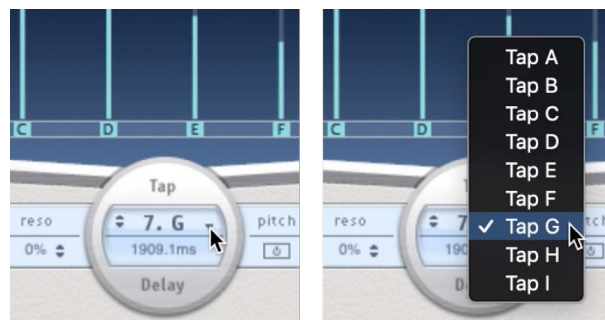 C D E F
Tap
reso 7. G pitch
0% 1909.1ms
Delay
C D F
Tap A
Tap B
Tap C
Tap D
Tap E
Tap F
reso 7 ✓ Tap G
0% 190 Tap H
Tap I